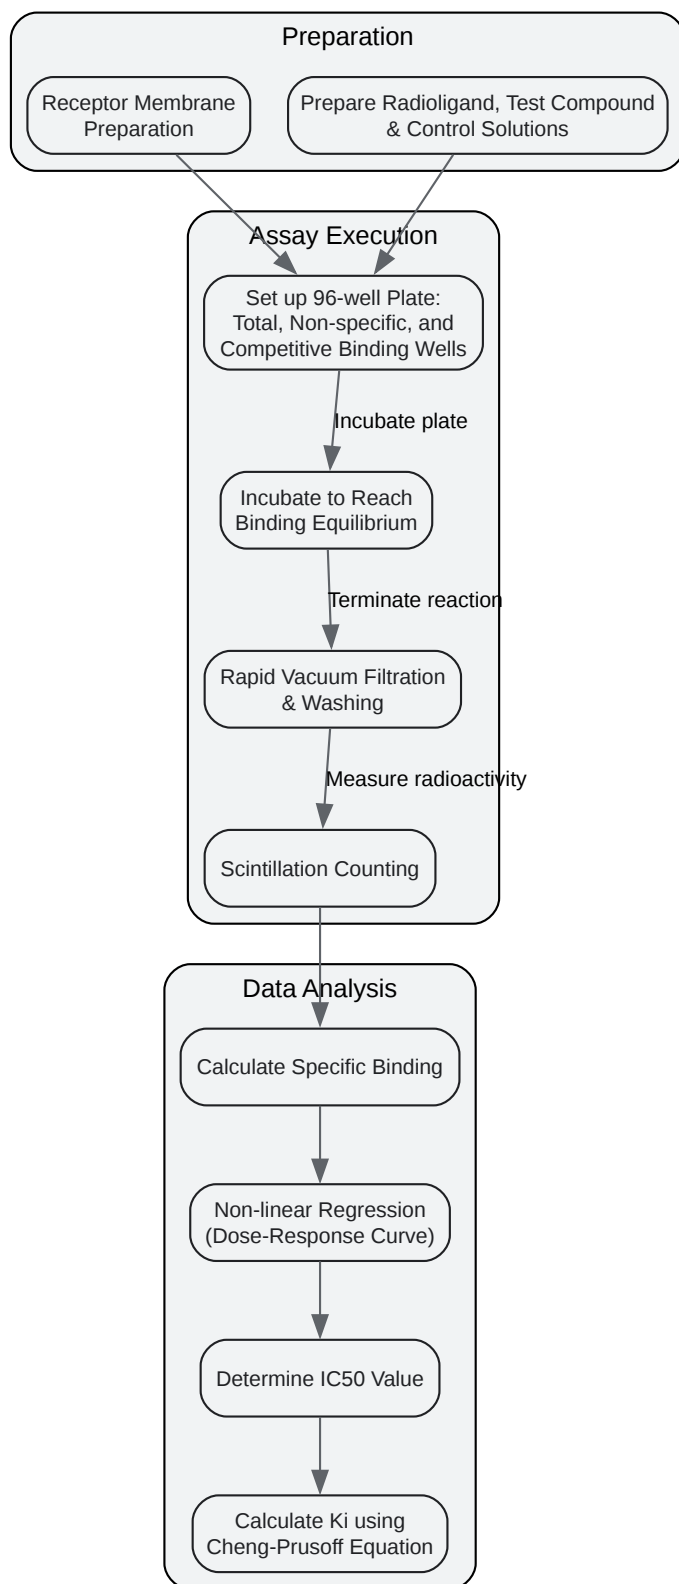 Preparation
Receptor Membrane
Preparation
Prepare Radioligand, Test Compound
& Control Solutions
Assay Execution
Set up 96-well Plate:
Total, Non-specific, and
Competitive Binding Wells
Incubate plate
Incubate to Reach
Binding Equilibrium
Terminate reaction
Rapid Vacuum Filtration
& Washing
Measure radioactivity
Scintillation Counting
Data Analysis
Calculate Specific Binding
Non-linear Regression
(Dose-Response Curve)
Determine IC50 Value
Calculate Ki using
Cheng-Prusoff Equation